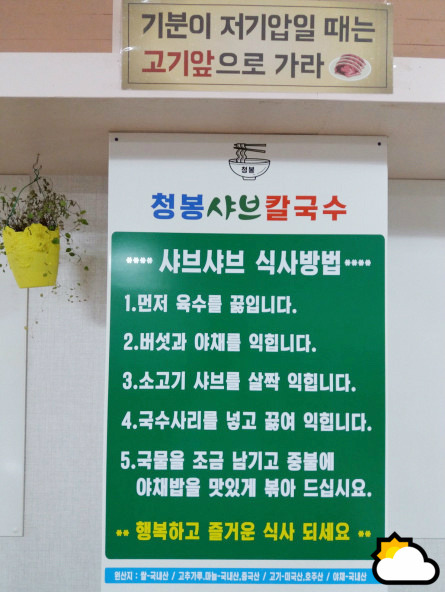 기분이 저기압일 때는
고기앞으로 가라
청봉
청봉샤브칼국수
**** 샤브샤브 식사방법 ****
1.먼저 육수를 끓입니다.
2.버섯과 야채를 익힙니다.
3.소고기 샤브를 살짝 익힙니다.
4.국수사리를 넣고 끓여 익힙니다.
5.국물을 조금 남기고 중불에
야채밥을 맛있게 볶아 드십시요.
** 행복하고 즐거운 식사 되세요 **
원산지 : 쌀-국내산 / 고추가루,마늘-국내산,중국산 / 고기-미국산,호주산 / 야채-국내산